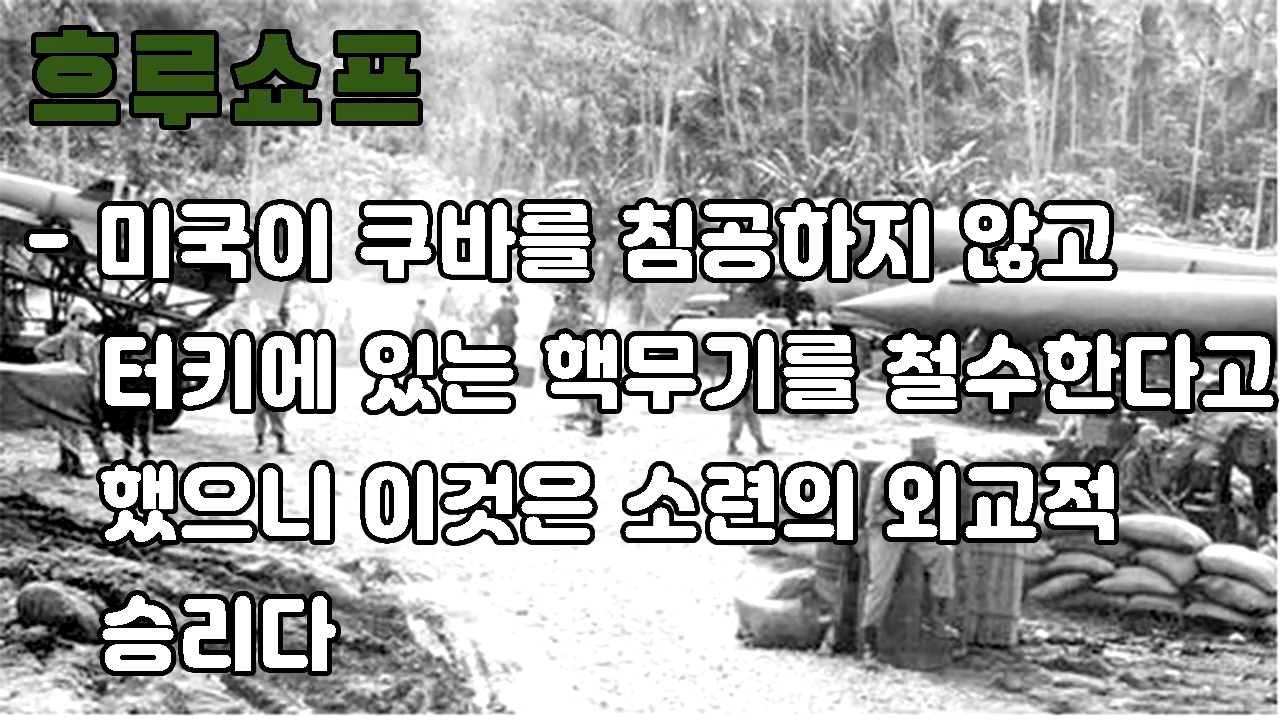 흐루쇼프
- 미국이 쿠바를 침공하지 않고
터키에 있는 핵무기를 철수한다고
했으니 이것은 소련의 외교적
승리다